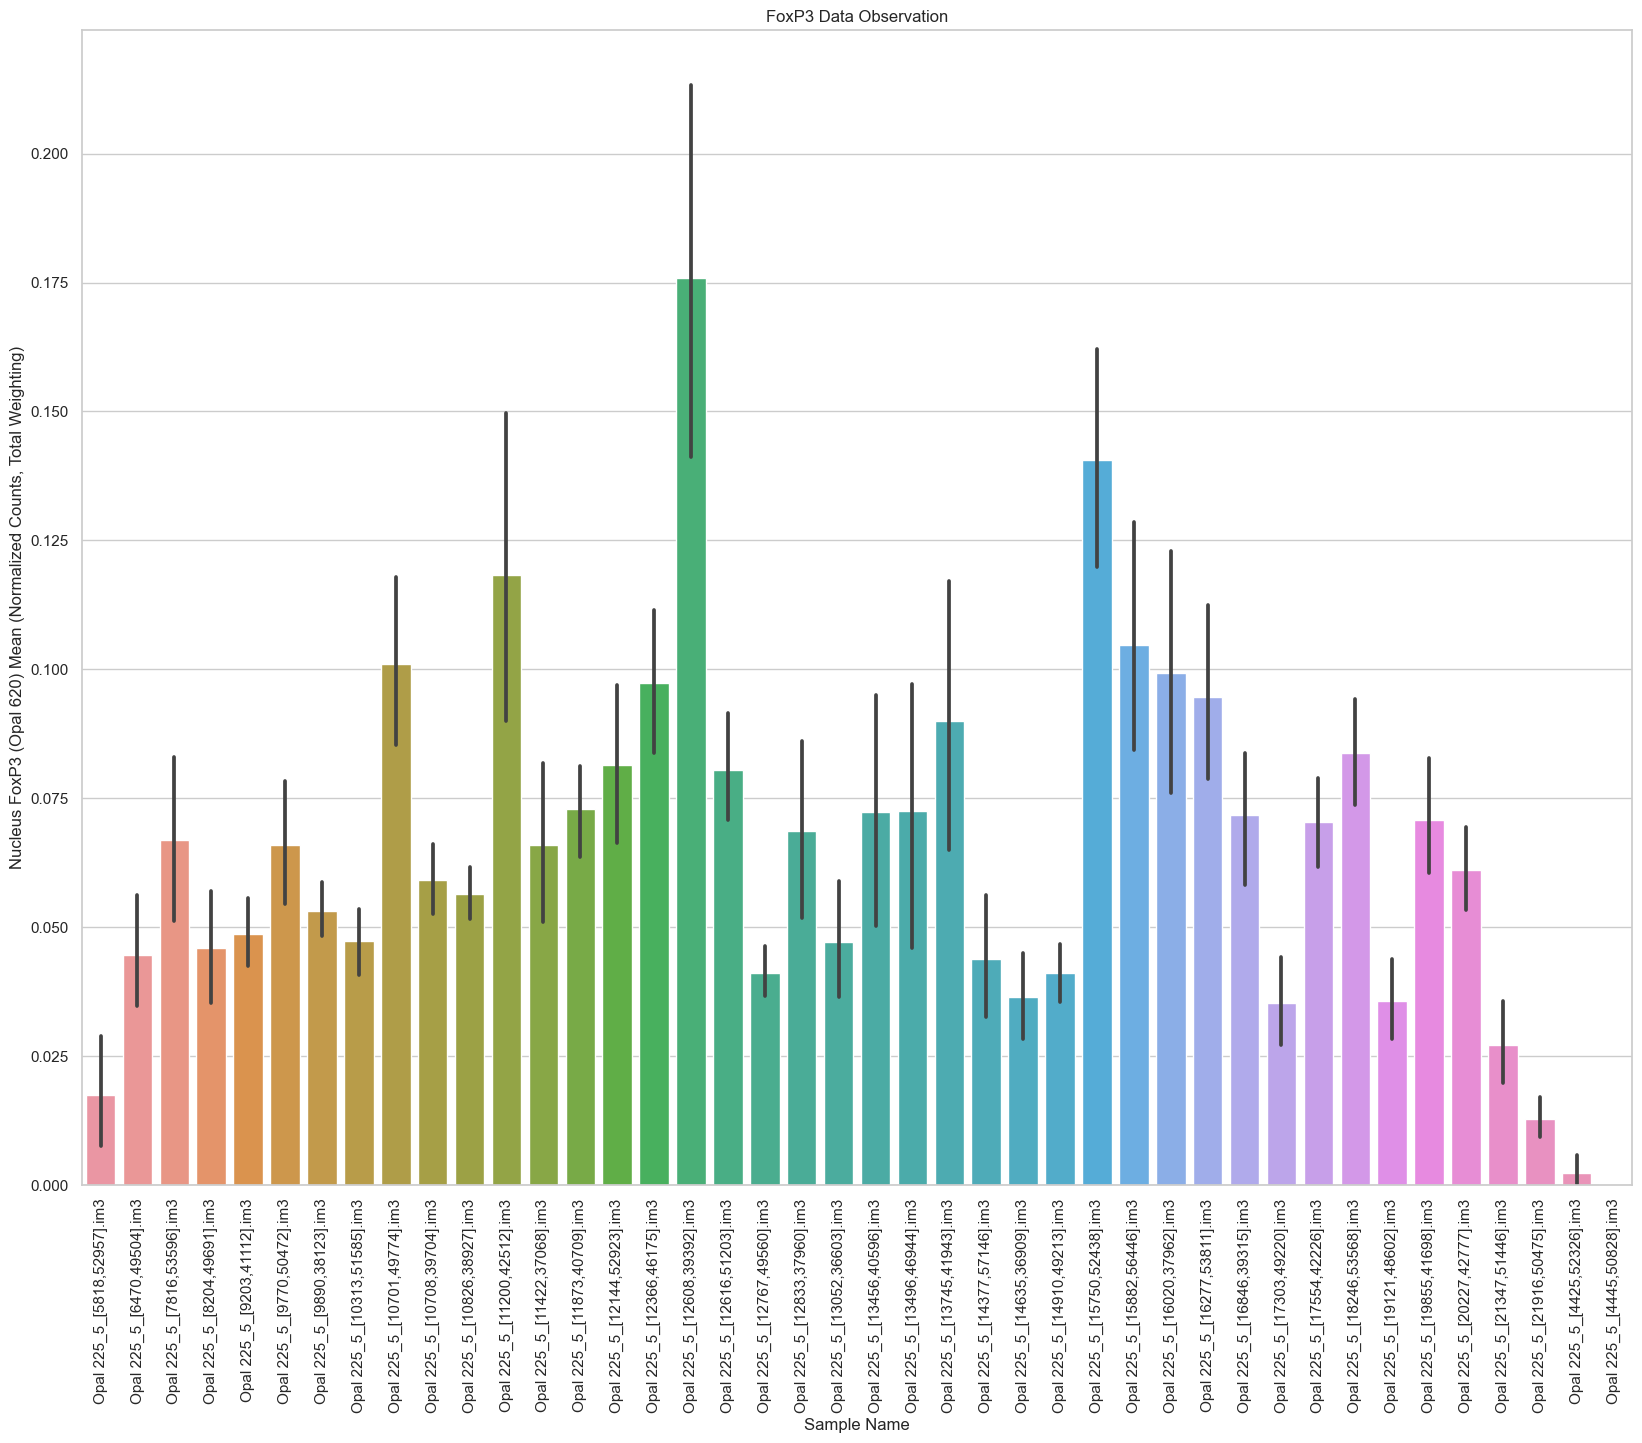 FoxP3 Data Observation
Nucleus FoxP3 (Opal 620) Mean (Normalized Counts, Total Weighting)
0.200
0.175
0.150
0.125
0.100
0.075
0.050
0.025
0.000
Opal 225_5_[5818,52957].im3
Opal 225_5_[6470,49504].im3
Opal 225_5_[7816,53596].im3
Opal 225_5_[8204,49691].im3
Opal 225_5_[9203,41112].im3
Opal 225_5_[9770,50472].im3
Opal 225_5_[9890,38123].im3
Opal 225_5_[10313,51585].im3
Opal 225_5_[10701,49774].im3
Opal 225_5_[10708,39704].im3
Opal 225_5_[10826,38927].im3
Opal 225_5_[11200,42512].im3
Opal 225_5_[11422,37068].im3
Opal 225_5_[11873,40709].im3
Opal 225_5_[12144,52923].im3
Opal 225_5_[12366,46175].im3
Opal 225_5_[12608,39392].im3
Opal 225_5_[12616,51203].im3
Opal 225_5_[12767,49560].im3
Opal 225_5_[12833,37960].im3
Opal 225_5_[13052,36603].im3
Opal 225_5_[13456,40596].im3
Opal 225_5_[13496,46944].im3
Opal 225_5_[13745,41943].im3
Opal 225_5_[14377,57146].im3
Opal 225_5_[14635,36909].im3
Opal 225_5_[14910,49213].im3
Opal 225_5_[15750,52438].im3
Opal 225_5_[15882,56446].im3
Opal 225_5_[16020,37962].im3
Opal 225_5_[16277,53811].im3
Opal 225_5_[16846,39315].im3
Opal 225_5_[17303,49220].im3
Opal 225_5_[17554,42226].im3
Opal 225_5_[18246,53568].im3
Opal 225_5_[19121,48602].im3
Opal 225_5_[19855,41698].im3
Opal 225_5_[20227,42777].im3
Opal 225_5_[21347,51446].im3
Opal 225_5_[21916,50475].im3
Opal 225_5_[4425,52326].im3
Opal 225_5_[4445,50828].im3
Sample Name